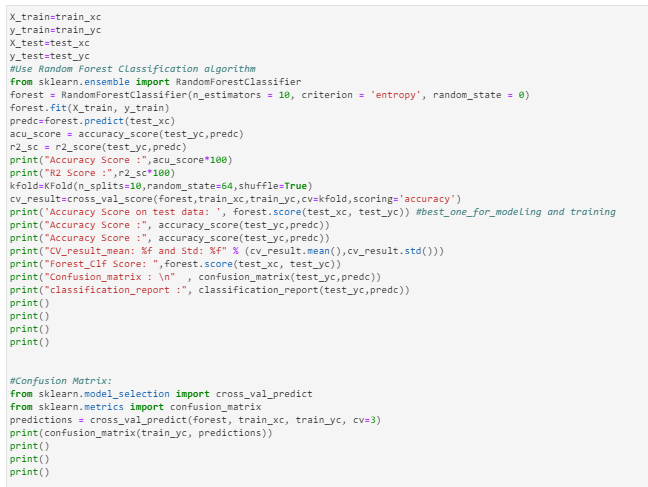 X_train=train_xc
y_train=train_yc
X_test=test_xc
y_test=test_yc
#Use Random Forest Classification algorithm
from sklearn.ensemble import RandomForestClassifier
forest = RandomForestClassifier(n_estimators = 10, criterion = 'entropy', random_state = 0)
forest.fit(X_train, y_train)
predc=forest.predict(test_xc)
acu_score = accuracy_score(test_yc,predc)
r2_sc = r2_score(test_yc,predc)
print("Accuracy Score :",acu_score*100)
print("R2 Score :",r2_sc*100)
kfold=KFold(n_splits=10,random_state=64,shuffle=True)
cv_result=cross_val_score(forest,train_xc,train_yc,cv=kfold,scoring='accuracy')
print('Accuracy Score on test data: ', forest.score(test_xc, test_yc)) #best_one_for_modeling and training
print("Accuracy Score :", accuracy_score(test_yc,predc))
print("Accuracy Score :", accuracy_score(test_yc,predc))
print("CV_result_mean: %f and Std: %f" % (cv_result.mean(),cv_result.std()))
print("Forest_Clf Score: ",forest.score(test_xc, test_yc))
print("Confusion_matrix : \n"  , confusion_matrix(test_yc,predc))
print("classification_report :", classification_report(test_yc,predc))
print()
print()
print()
print()
#Confusion Matrix:
from sklearn.model_selection import cross_val_predict
from sklearn.metrics import confusion_matrix
predictions = cross_val_predict(forest, train_xc, train_yc, cv=3)
print(confusion_matrix(train_yc, predictions))
print()
print()
print()